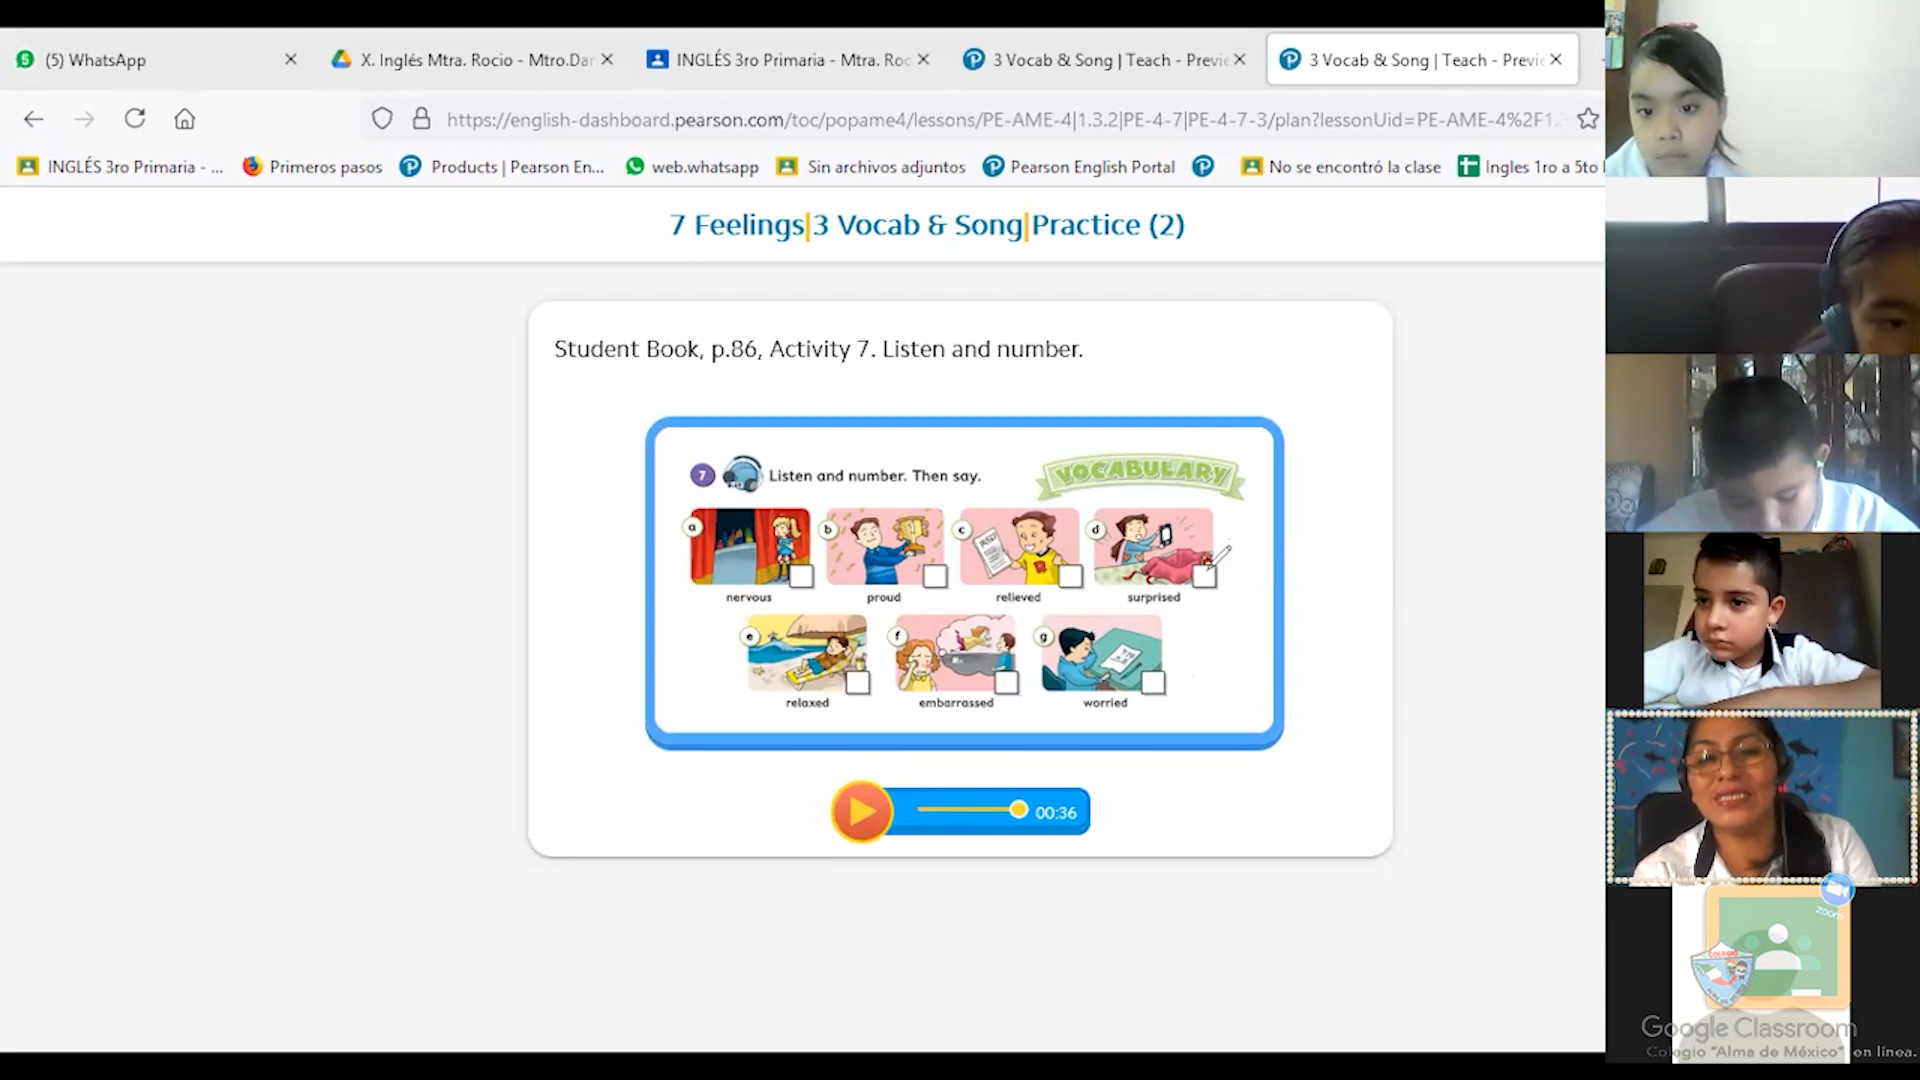 (5) WhatsApp
X. Inglés Mtra. Rocio - Mtro.Dar
INGLÉS 3ro Primaria - Mtra. Roc
3 Vocab & Song | Teach - Previe
3 Vocab & Song | Teach - Previe
https://english-dashboard.pearson.com/toc/popame4/lessons/PE-AME-4|1.3.2|PE-4-7|PE-4-7-3/plan?lessonUid=PE-AME-4%2F1.
INGLÉS 3ro Primaria - ...
Primeros pasos
Products | Pearson En...
web.whatsapp
Sin archivos adjuntos
Pearson English Portal
No se encontró la clase
Ingles 1ro a 5to
7 Feelings|3 Vocab & Song|Practice (2)
Student Book, p.86, Activity 7. Listen and number.
7 Listen and number. Then say.
VOCABULARY
a b c d
nervous proud relieved surprised
e f g
relaxed embarrassed worried
00:36
zoom
COLEGIO
Google Classroom
Colegio "Alma de México" en línea.